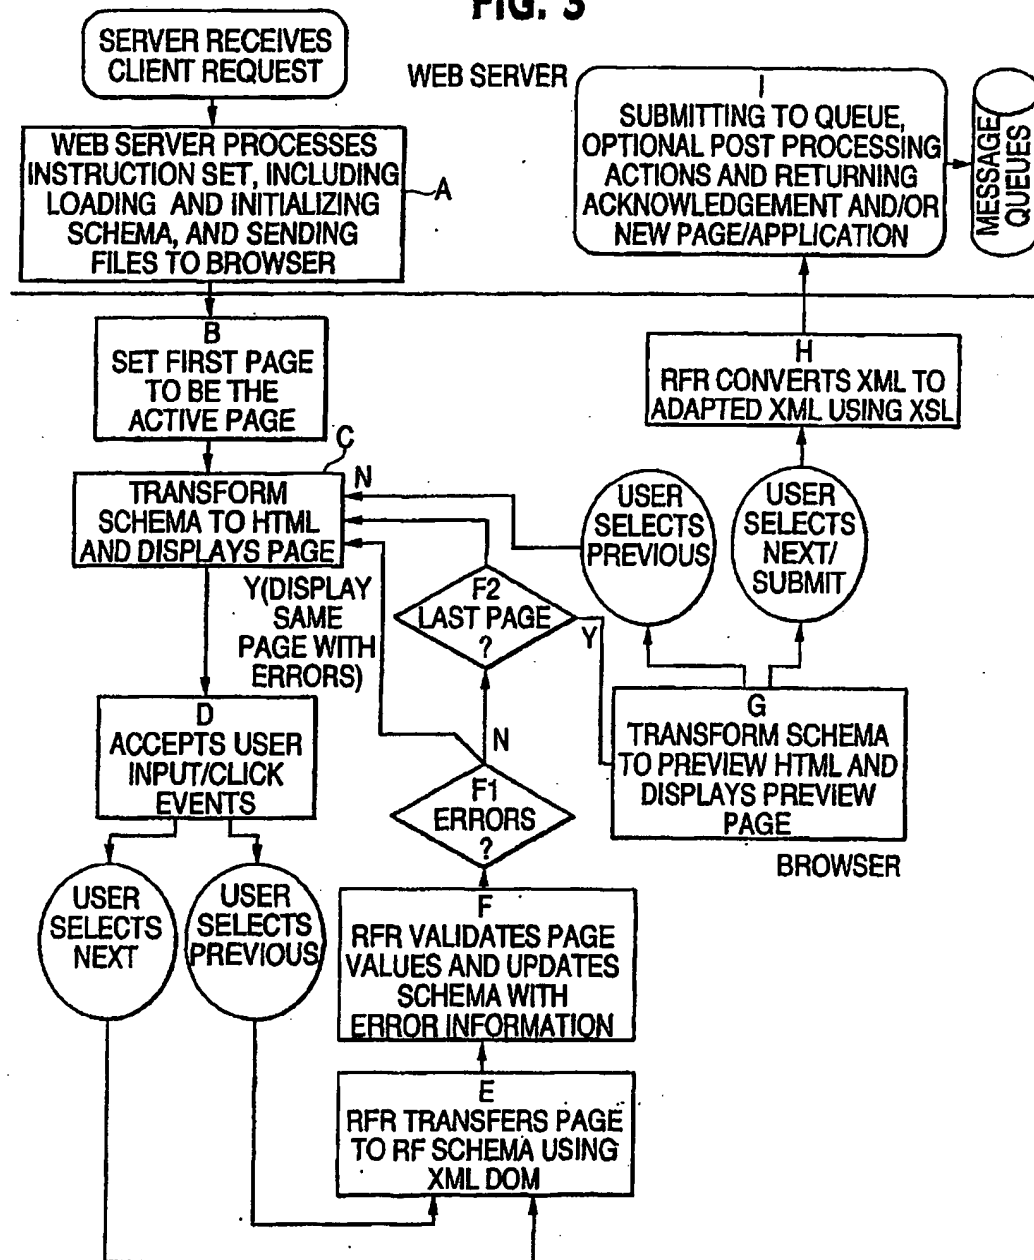 FIG. 3
SERVER RECEIVES
CLIENT REQUEST
WEB SERVER PROCESSES
INSTRUCTION SET, INCLUDING
LOADING AND INITIALIZING
SCHEMA, AND SENDING
FILES TO BROWSER
A
WEB SERVER
I
SUBMITTING TO QUEUE,
OPTIONAL POST PROCESSING
ACTIONS AND RETURNING
ACKNOWLEDGEMENT AND/OR
NEW PAGE/APPLICATION
MESSAGE
QUEUES
B
SET FIRST PAGE
TO BE THE
ACTIVE PAGE
C
TRANSFORM
SCHEMA TO HTML
AND DISPLAYS PAGE
N
Y(DISPLAY
SAME
PAGE WITH
ERRORS)
D
ACCEPTS USER
INPUT/CLICK
EVENTS
USER
SELECTS
NEXT
USER
SELECTS
PREVIOUS
E
RFR TRANSFERS PAGE
TO RF SCHEMA USING
XML DOM
F
RFR VALIDATES PAGE
VALUES AND UPDATES
SCHEMA WITH
ERROR INFORMATION
F1
ERRORS
?
N
F2
LAST PAGE
?
Y
G
TRANSFORM SCHEMA
TO PREVIEW HTML AND
DISPLAYS PREVIEW
PAGE
BROWSER
USER
SELECTS
PREVIOUS
USER
SELECTS
NEXT/
SUBMIT
H
RFR CONVERTS XML TO
ADAPTED XML USING XSL